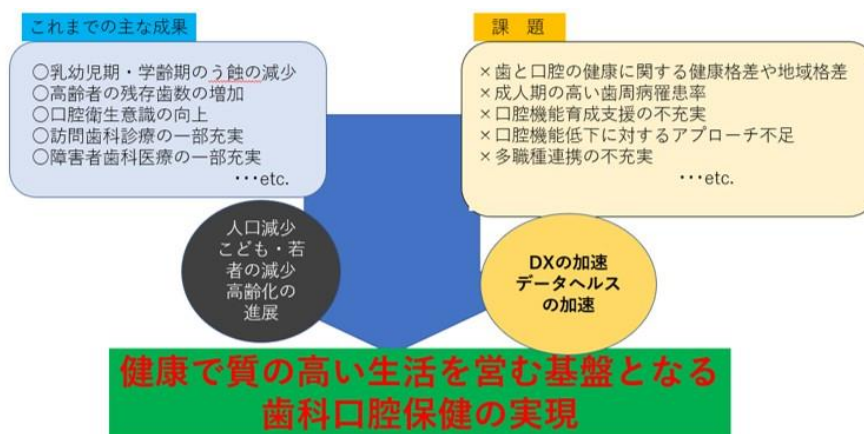 これまでの主な成果
○乳幼児期・学齢期のう蝕の減少
○高齢者の残存歯数の増加
○口腔衛生意識の向上
○訪問歯科診療の一部充実
○障害者歯科医療の一部充実
・・・etc.
課 題
×歯と口腔の健康に関する健康格差や地域格差
×成人期の高い歯周病罹患率
×口腔機能育成支援の不充実
×口腔機能低下に対するアプローチ不足
×多職種連携の不充実
・・・etc.
人口減少
こども・若
者の減少
高齢化の
進展
DXの加速
データヘルス
の加速
健康で質の高い生活を営む基盤となる
歯科口腔保健の実現